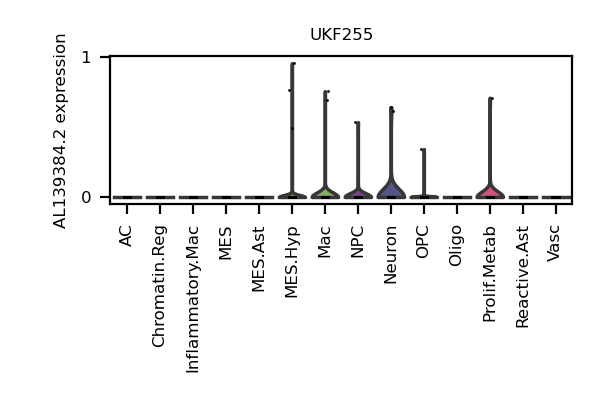 UKF255
AL139384.2 expression
1
0
AC
Chromatin.Reg
Inflammatory.Mac
MES
MES.Ast
MES.Hyp
Mac
NPC
Neuron
OPC
Oligo
Prolif.Metab
Reactive.Ast
Vasc